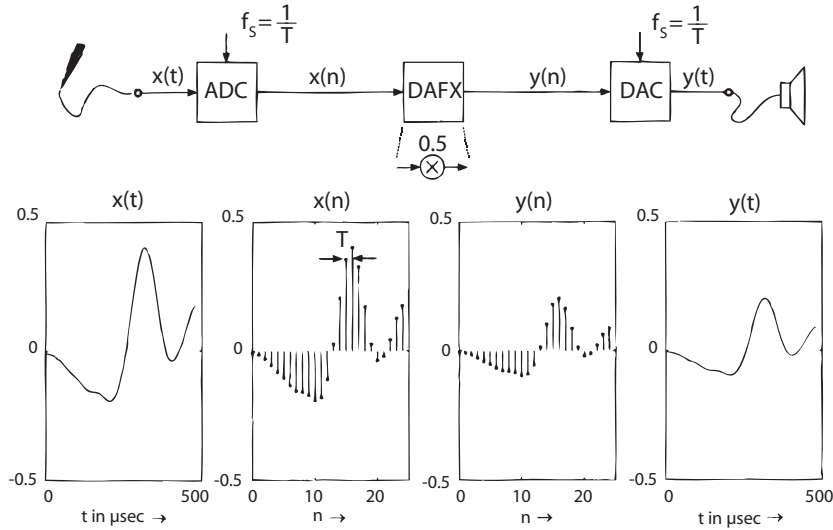 f_S = 1/T f_S = 1/T
x(t) ADC x(n) DAFX y(n) DAC y(t)
0.5
x(t) x(n) y(n) y(t)
0.5 0.5 0.5 0.5
T
0 0 0 0
-0.5 -0.5 -0.5 -0.5
0 500 0 10 20 0 10 20 0 500
t in µsec → n → n → t in µsec →